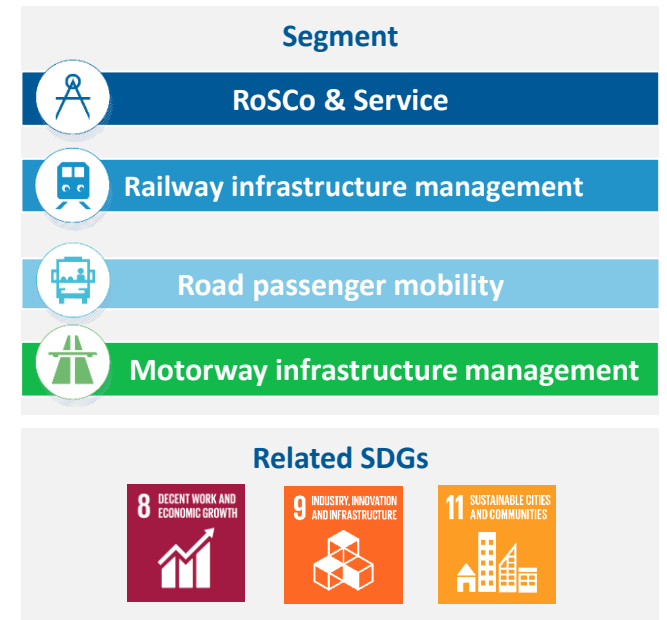 Segment
RoSCo & Service
Railway infrastructure management
Road passenger mobility
Motorway infrastructure management
Related SDGs
8 DECENT WORK AND
ECONOMIC GROWTH
9 INDUSTRY, INNOVATION
AND INFRASTRUCTURE
11 SUSTAINABLE CITIES
AND COMMUNITIES